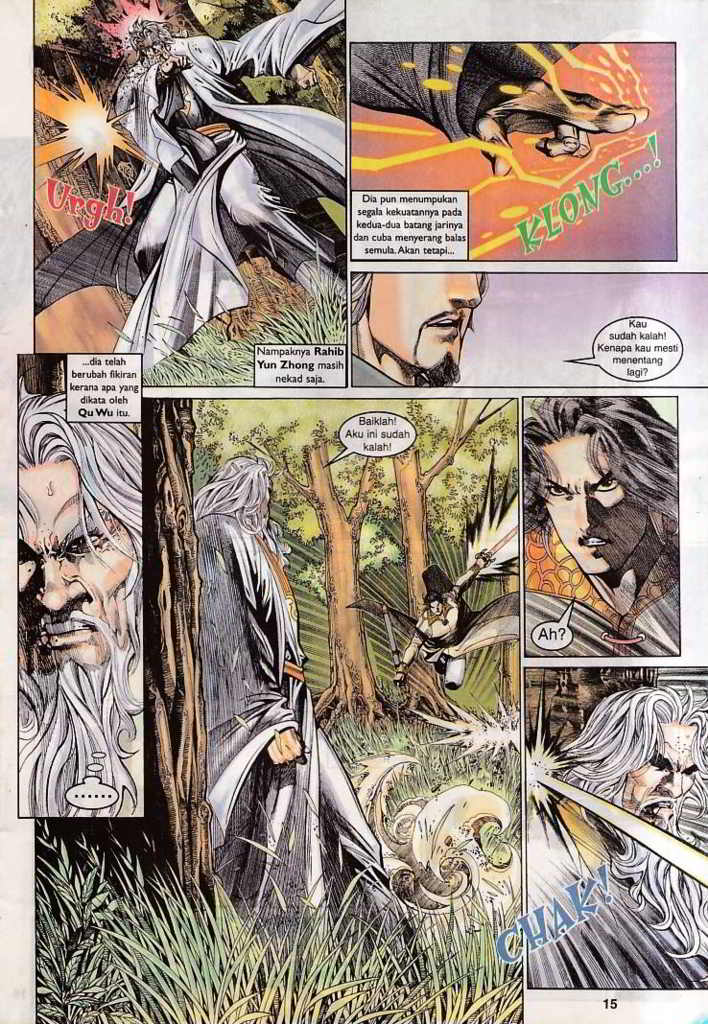 Urgh!
Nampaknya Rahib
Yun Zhong masih
nekad saja.
Dia pun menumpukan
segala kekuatannya pada
kedua-dua batang jarinya
dan cuba menyerang balas
semula. Akan tetapi...
KLONG...!
Kau
sudah kalah!
Kenapa kau mesti
menentang
lagi?
...dia telah
berubah fikiran
kerana apa yang
dikata oleh
Qu Wu itu.
......
Baiklah!
Aku ini sudah
kalah!
Ah?
CHAK!
15